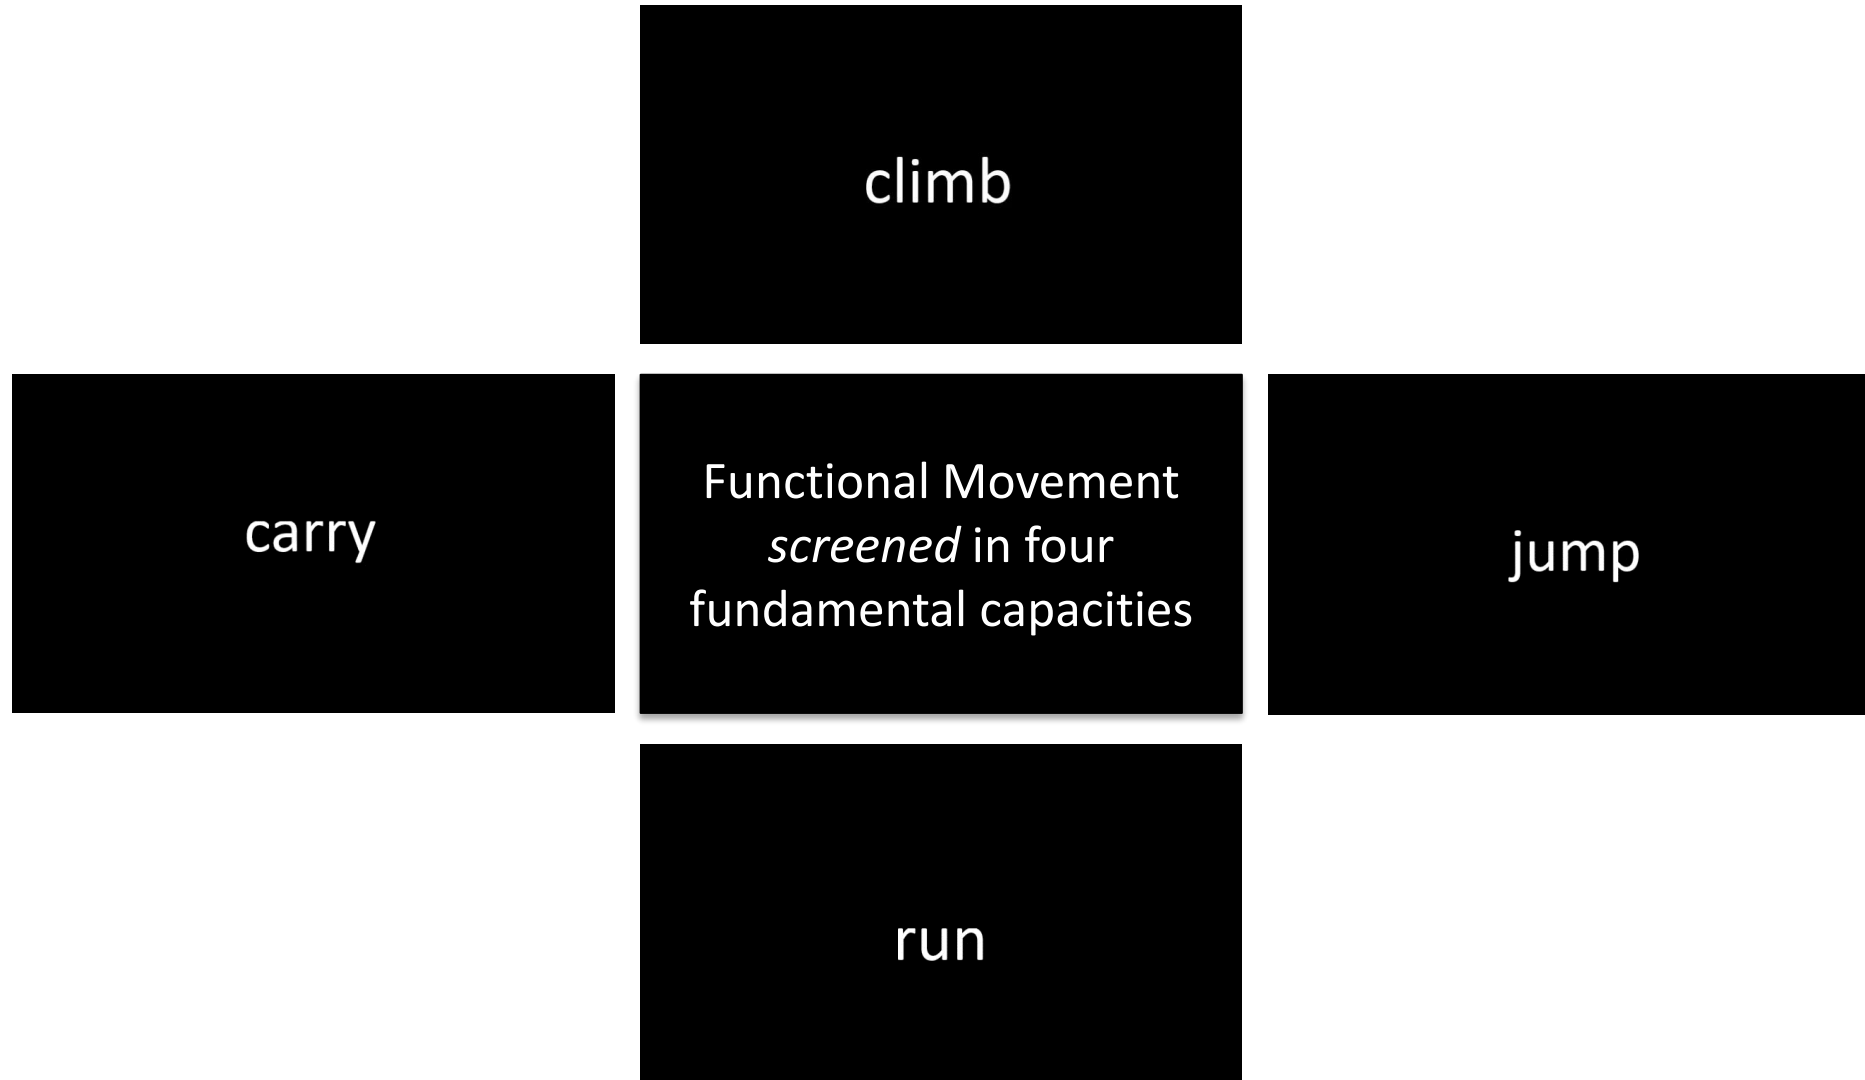 climb
carry
Functional Movement
screened in four
fundamental capacities
jump
run